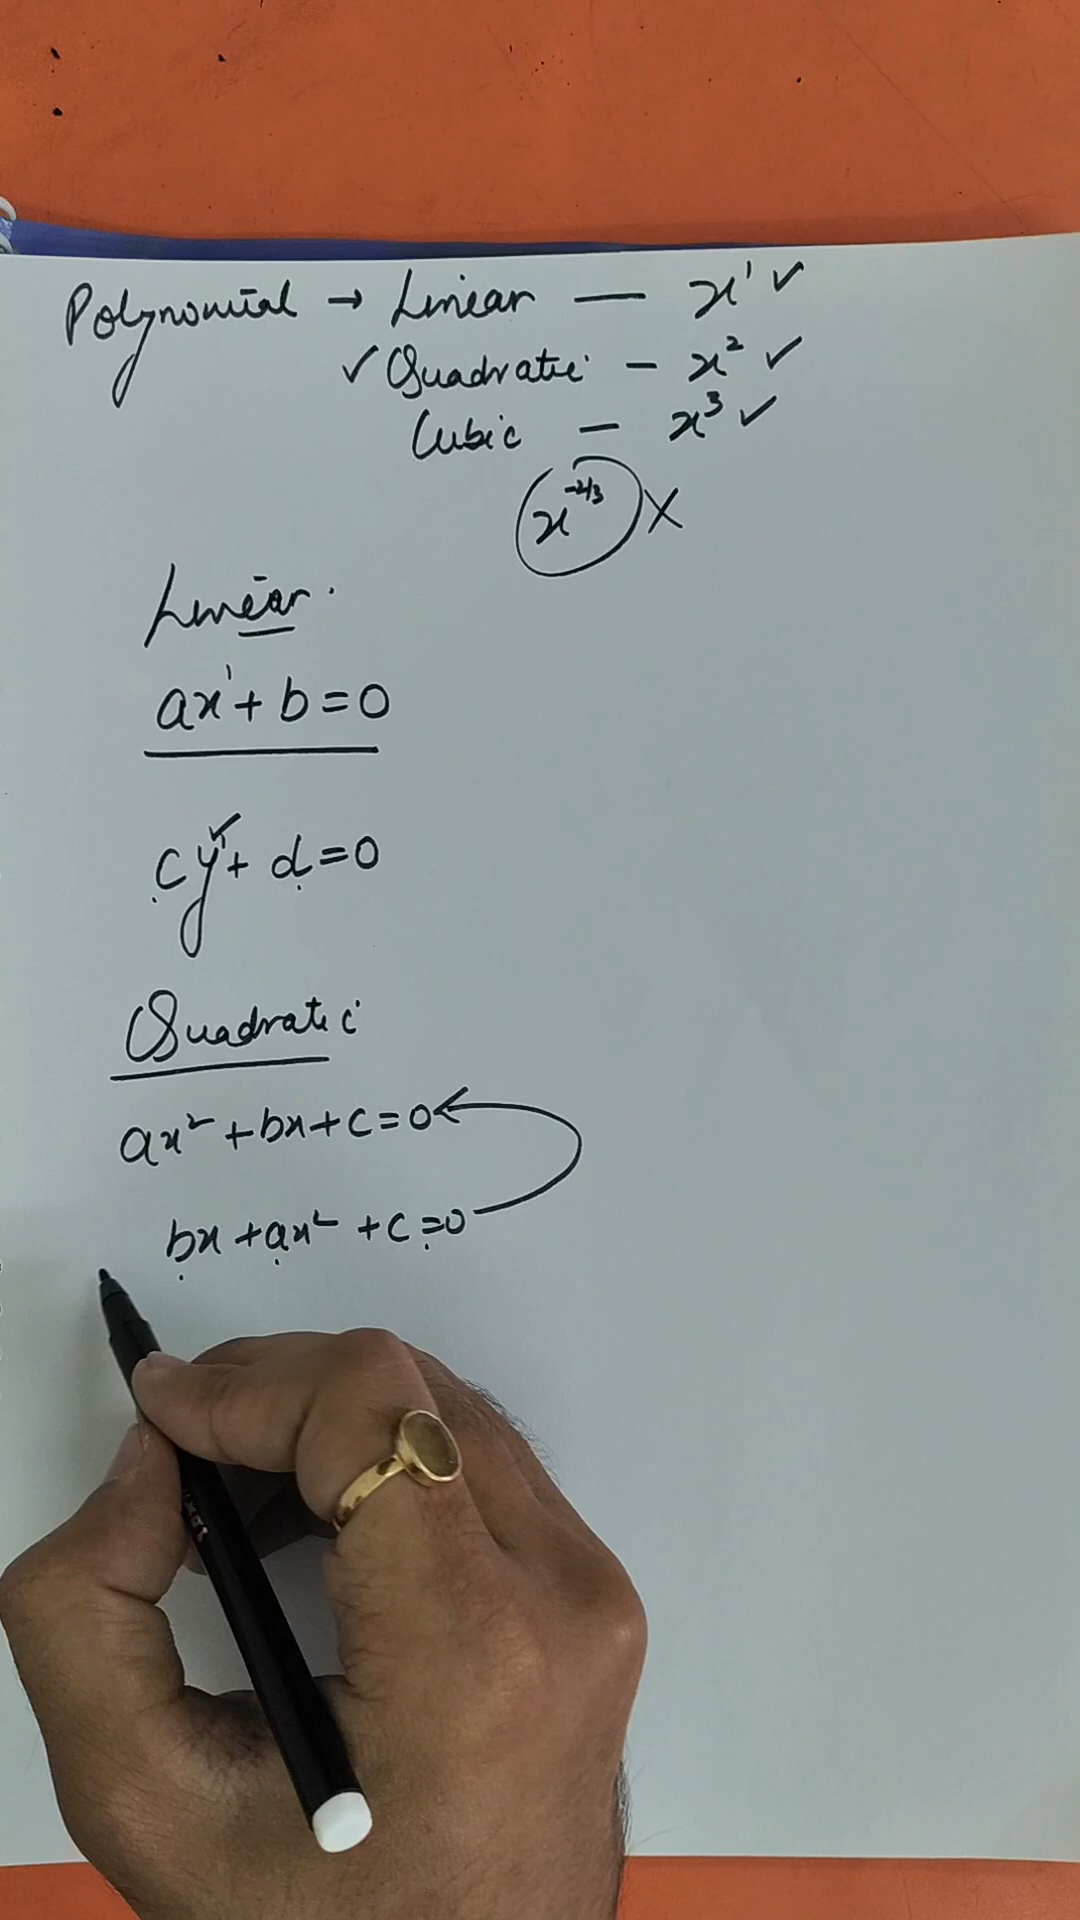 Polynomial → Linear — x¹ ✓
✓ Quadratic — x² ✓
Cubic — x³ ✓
x^-2/3 X
Linear.
ax¹ + b = 0
cy¹ + d = 0
Quadratic
ax² + bx + c = 0
bx + ax² + c = 0